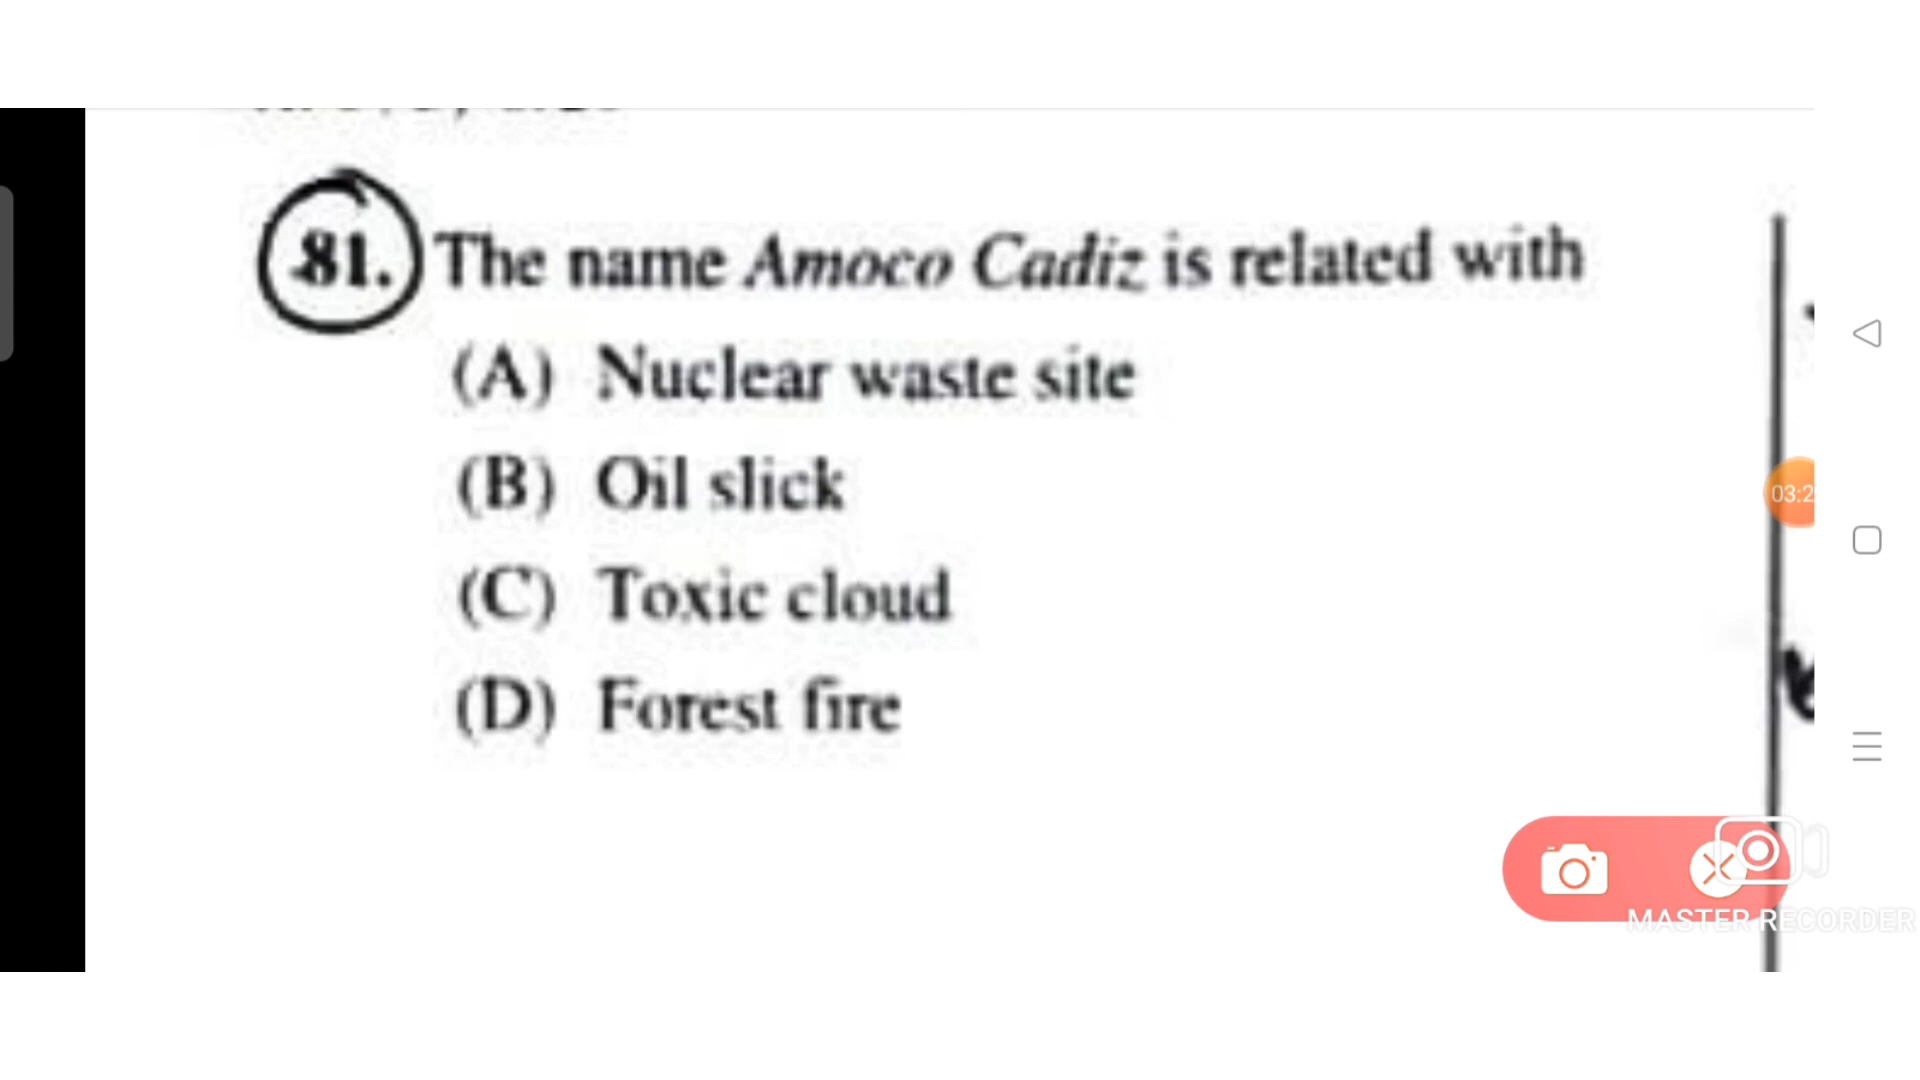 81. The name Amoco Cadiz is related with
(A) Nuclear waste site
(B) Oil slick
(C) Toxic cloud
(D) Forest fire
03:2
MASTER RECORDER